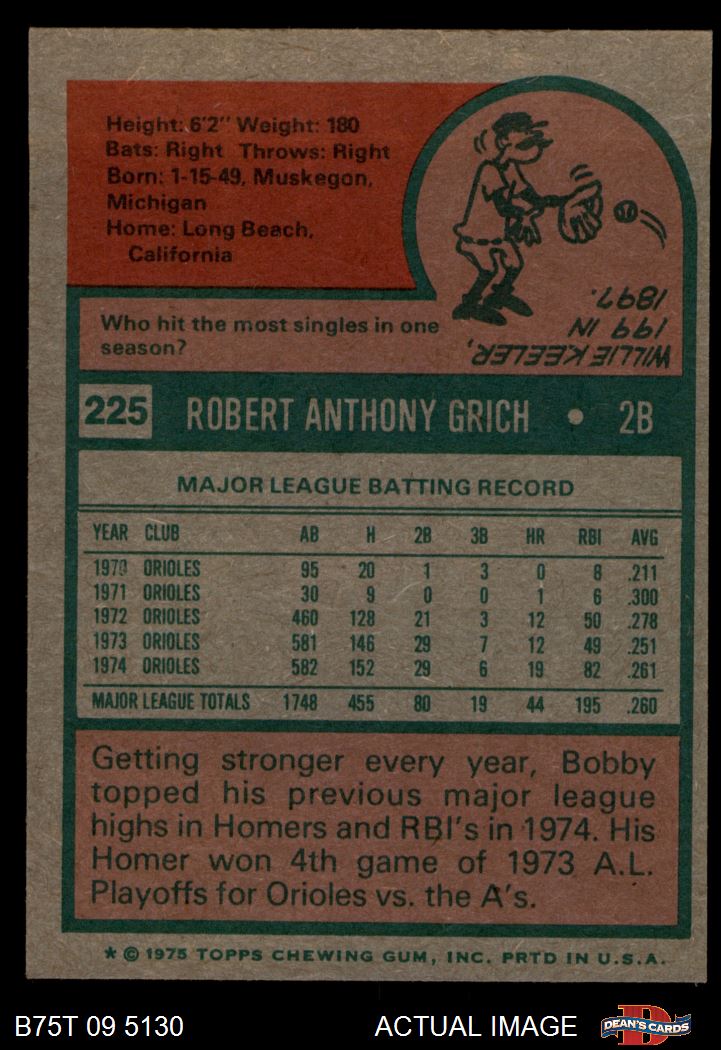 Height: 6'2" Weight: 180
Bats: Right Throws: Right
Born: 1-15-49, Muskegon,
Michigan
Home: Long Beach,
California
Who hit the most singles in one
season?
WILLIE KEELER,
199 IN
1897.
225 ROBERT ANTHONY GRICH • 2B
MAJOR LEAGUE BATTING RECORD
YEAR CLUB AB H 2B 3B HR RBI AVG
1970 ORIOLES 95 20 1 3 0 8 .211
1971 ORIOLES 30 9 0 0 1 6 .300
1972 ORIOLES 460 128 21 3 12 50 .278
1973 ORIOLES 581 146 29 7 12 49 .251
1974 ORIOLES 582 152 29 6 19 82 .261
MAJOR LEAGUE TOTALS 1748 455 80 19 44 195 .260
Getting stronger every year, Bobby
topped his previous major league
highs in Homers and RBI's in 1974. His
Homer won 4th game of 1973 A.L.
Playoffs for Orioles vs. the A's.
* © 1975 TOPPS CHEWING GUM, INC. PRTD IN U.S.A.
B75T 09 5130 ACTUAL IMAGE DEAN'S CARDS